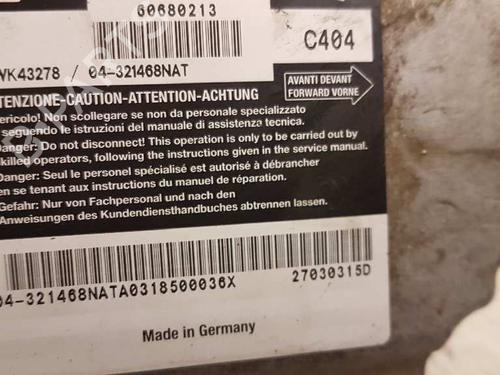 60680213
C404
VK43278 / 04-321468NAT
AVANTI DEVANT
FORWARD VORNE
TENZIONE-CAUTION-ATTENTION-ACHTUNG
ericolo! Non scollegare se non da personale specializzato
seguendo le istruzioni del manuale di assistenza tecnica.
Danger: Do not disconnect! This operation is only to be carried out by
killed operators, following the instructions given in the service manual.
Danger: Seul le personel spécialisé est autorisé à débrancher
en se tenant aux instructions du manuel de réparation.
Gefahr: Nur von Fachpersonal und nach den
Anweisungen des Kundendiensthandbuches abtrennen lassen.
04-321468NATA0318500036X
27030315D
Made in Germany